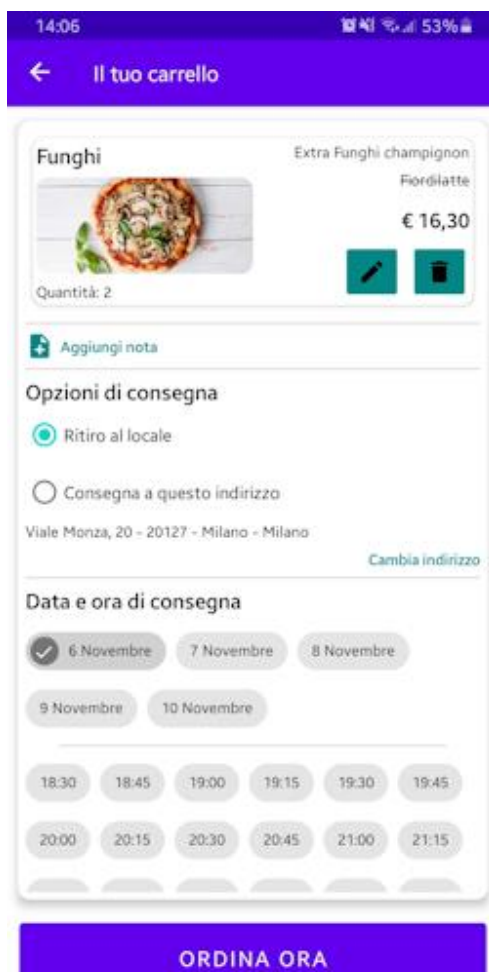 14:06 53%
Il tuo carrello
Funghi
Extra Funghi champignon
Fiordilatte
€ 16,30
Quantità: 2
Aggiungi nota
Opzioni di consegna
Ritiro al locale
Consegna a questo indirizzo
Viale Monza, 20 - 20127 - Milano - Milano
Cambia indirizzo
Data e ora di consegna
6 Novembre 7 Novembre 8 Novembre
9 Novembre 10 Novembre
18:30 18:45 19:00 19:15 19:30 19:45
20:00 20:15 20:30 20:45 21:00 21:15
ORDINA ORA